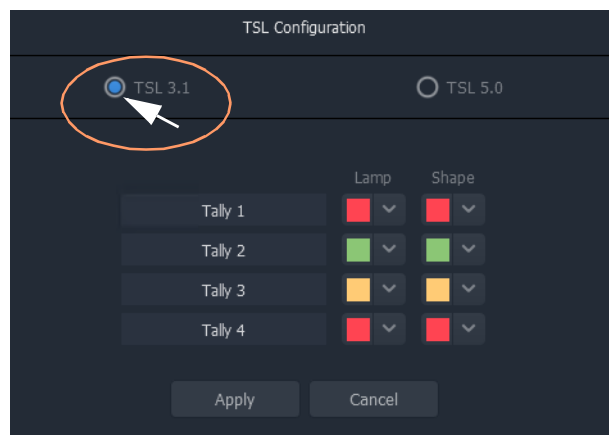 TSL Configuration
TSL 3.1 TSL 5.0
Lamp Shape
Tally 1
Tally 2
Tally 3
Tally 4
Apply Cancel